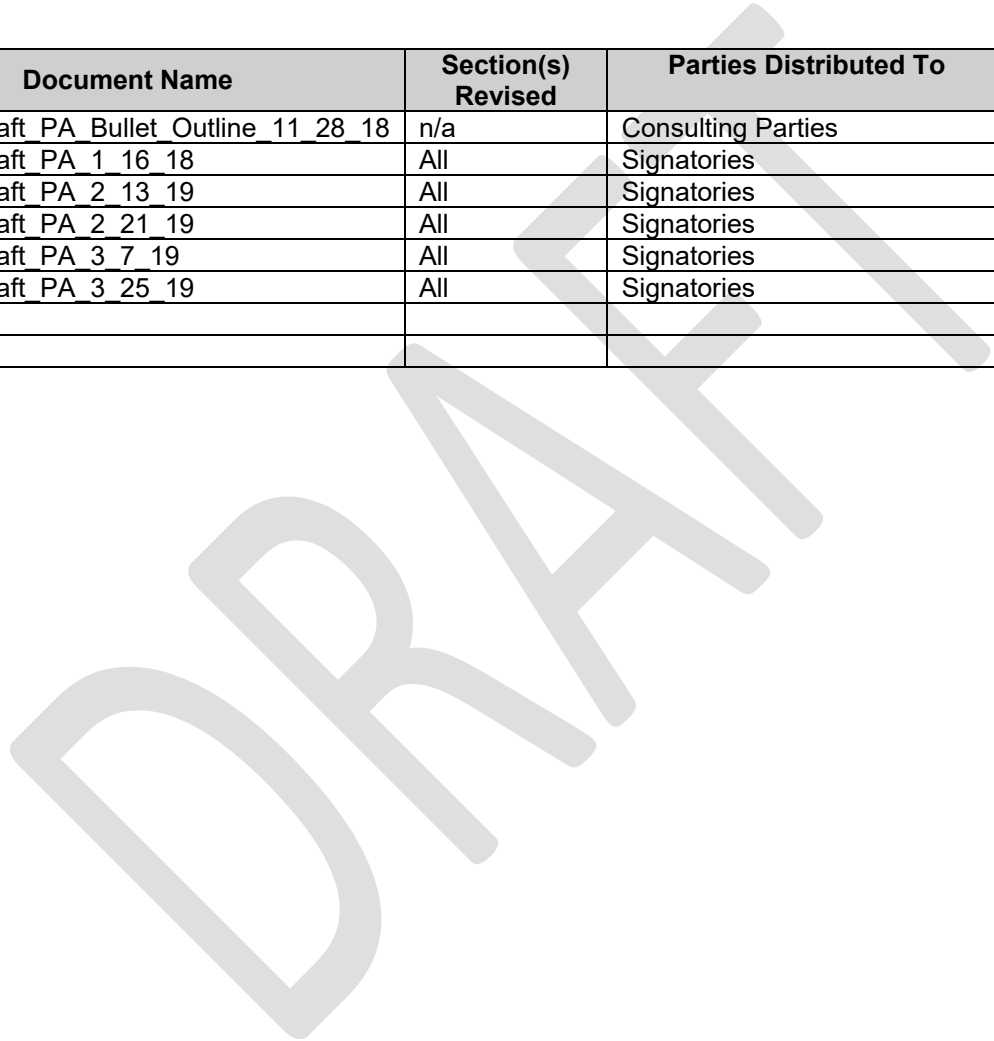 Document Name Section(s) Revised Parties Distributed To
aft_PA_Bullet_Outline_11_28_18 n/a Consulting Parties
aft_PA_1_16_18 All Signatories
aft_PA_2_13_19 All Signatories
aft_PA_2_21_19 All Signatories
aft_PA_3_7_19 All Signatories
aft_PA_3_25_19 All Signatories
DRAFT